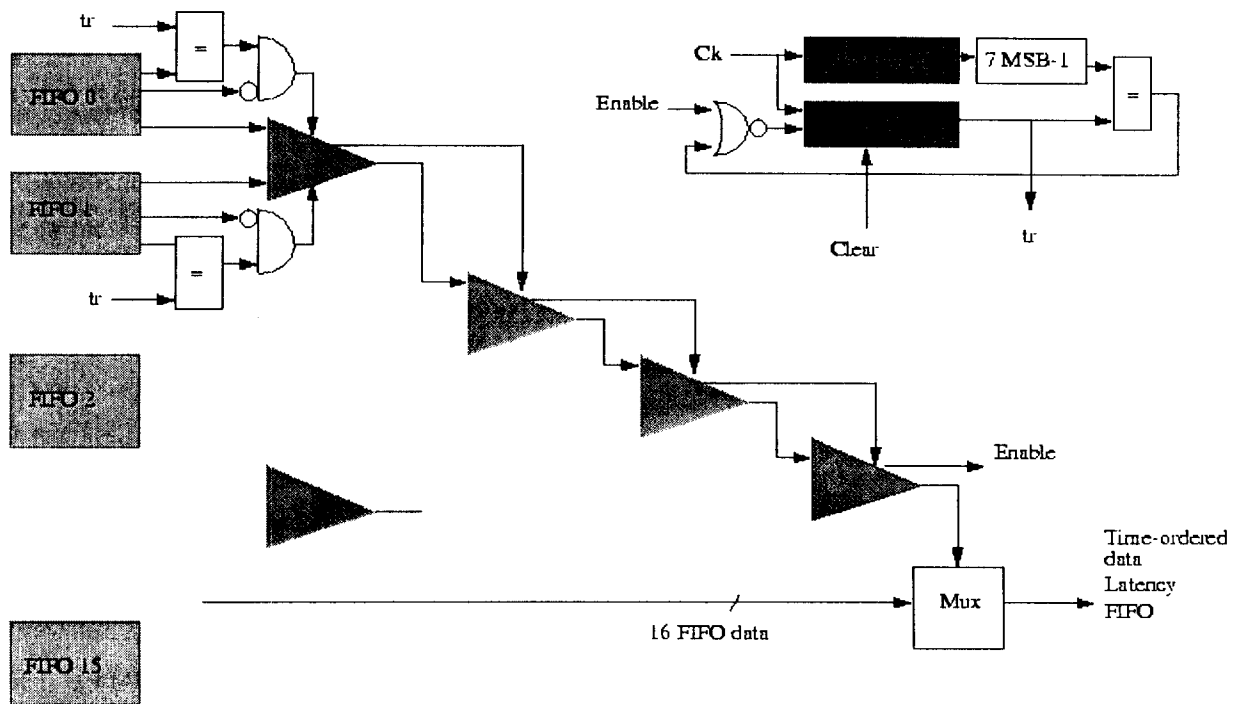 tr
=
FIFO 0
FIFO 1
=
tr
FIFO 2
FIFO 15
Ck
7 MSB-1
=
Enable
Clear
tr
Enable
Time-ordered
data
Latency
FIFO
Mux
16 FIFO data